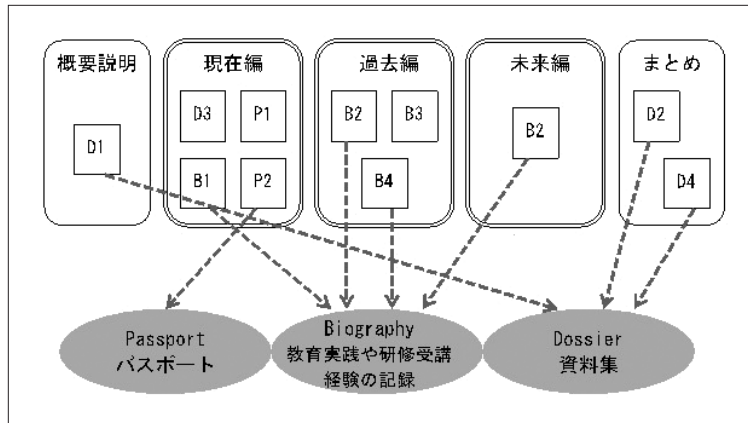 概要説明
現在編
過去編
未来編
まとめ
D1
D3 P1
B1 P2
B2 B3
B4
B2
D2
D4
Passport
パスポート
Biography
教育実践や研修受講
経験の記録
Dossier
資料集